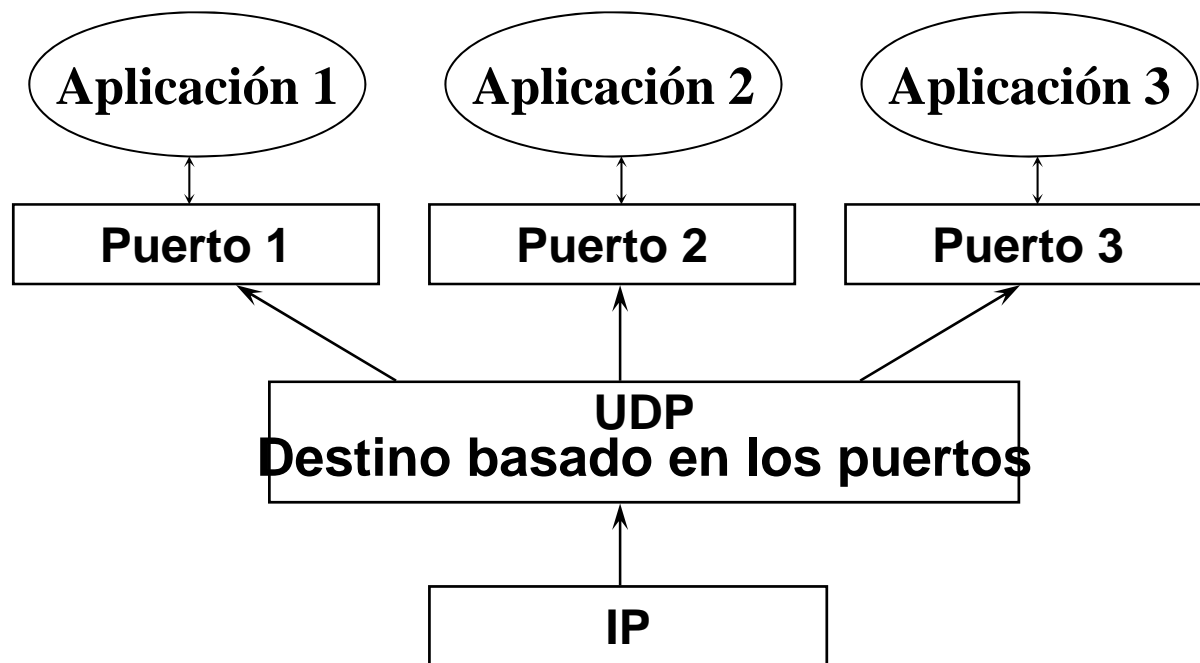 Aplicación 1
Aplicación 2
Aplicación 3
Puerto 1
Puerto 2
Puerto 3
UDP
Destino basado en los puertos
IP